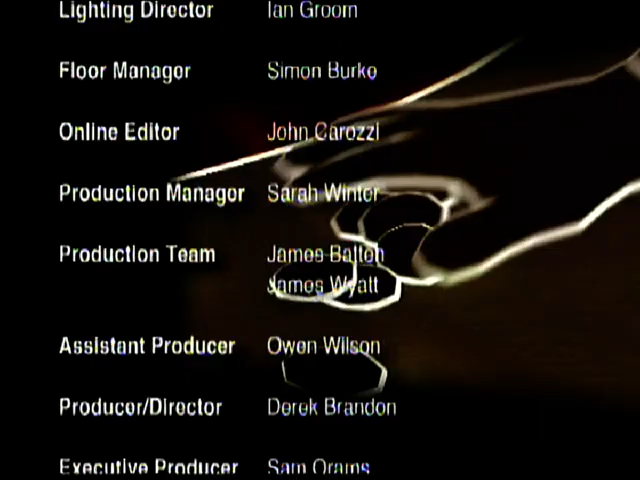 Lighting Director Ian Groom
Floor Manager Simon Burke
Online Editor John Carozzi
Production Manager Sarah Winter
Production Team James Batten
James Wyatt
Assistant Producer Owen Wilson
Producer/Director Derek Brandon
Executive Producer Sam Orams